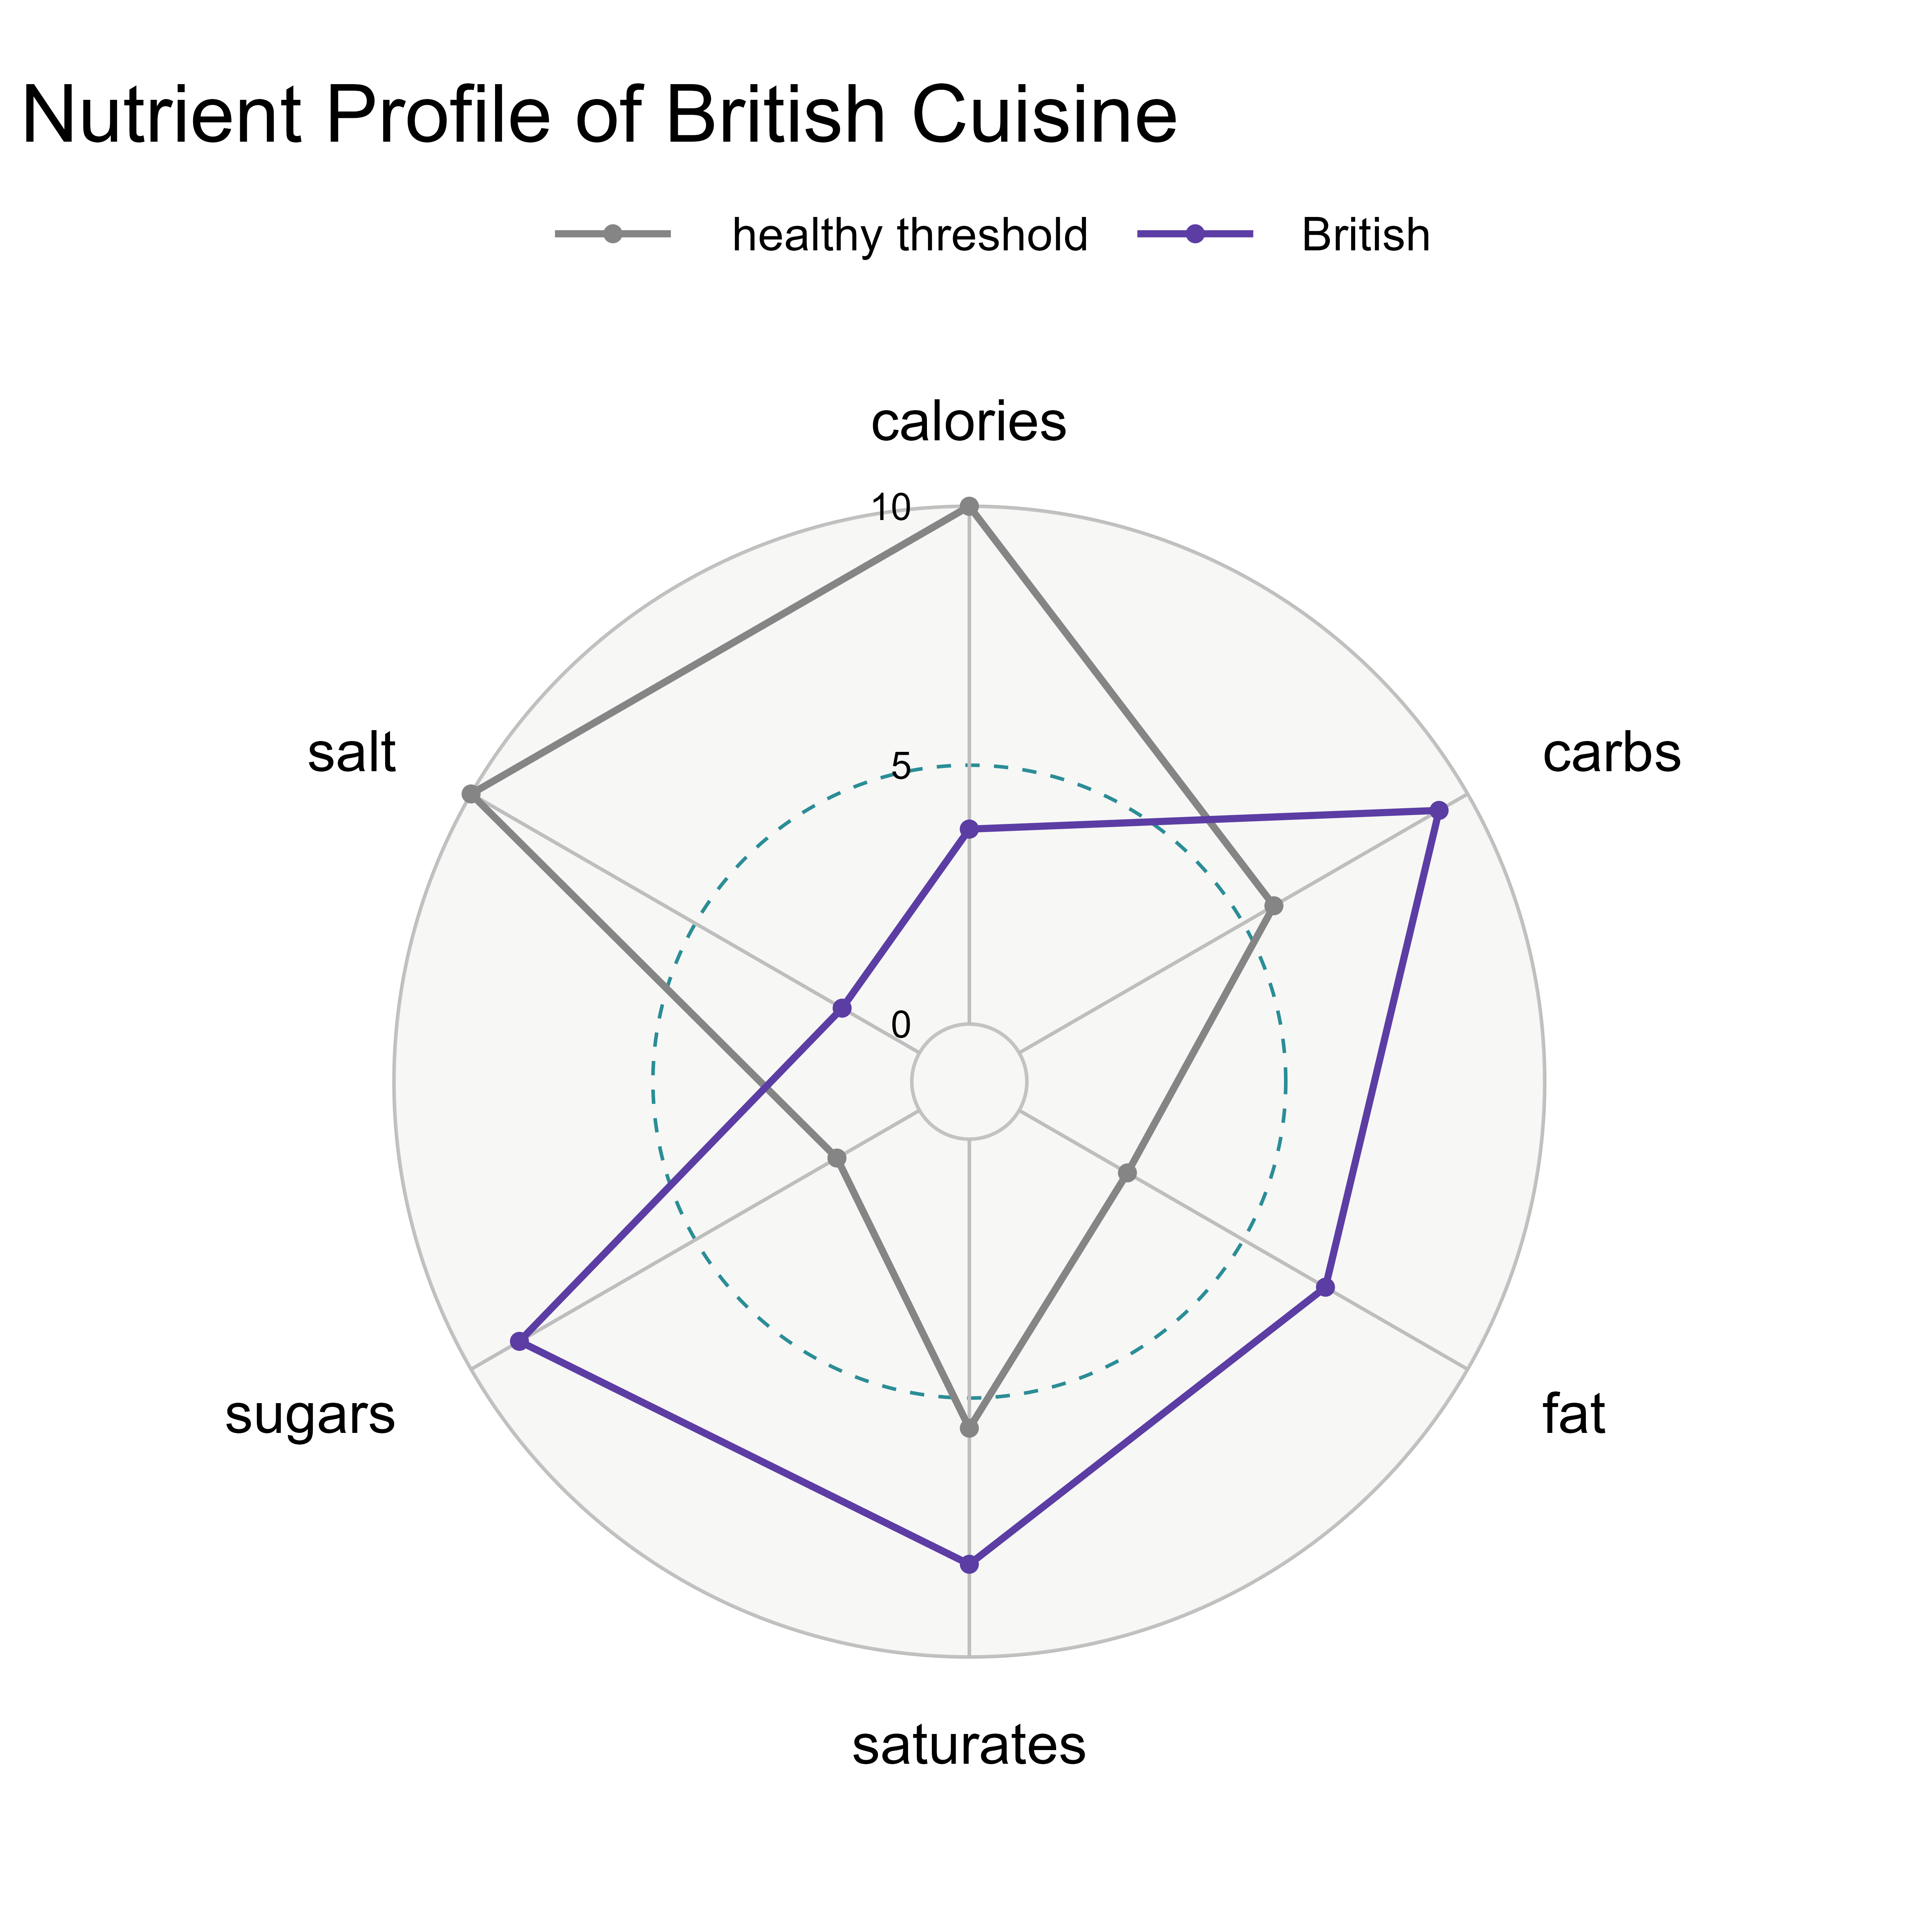 Nutrient Profile of British Cuisine
healthy threshold British
calories
10
salt
carbs
5
0
sugars
fat
saturates